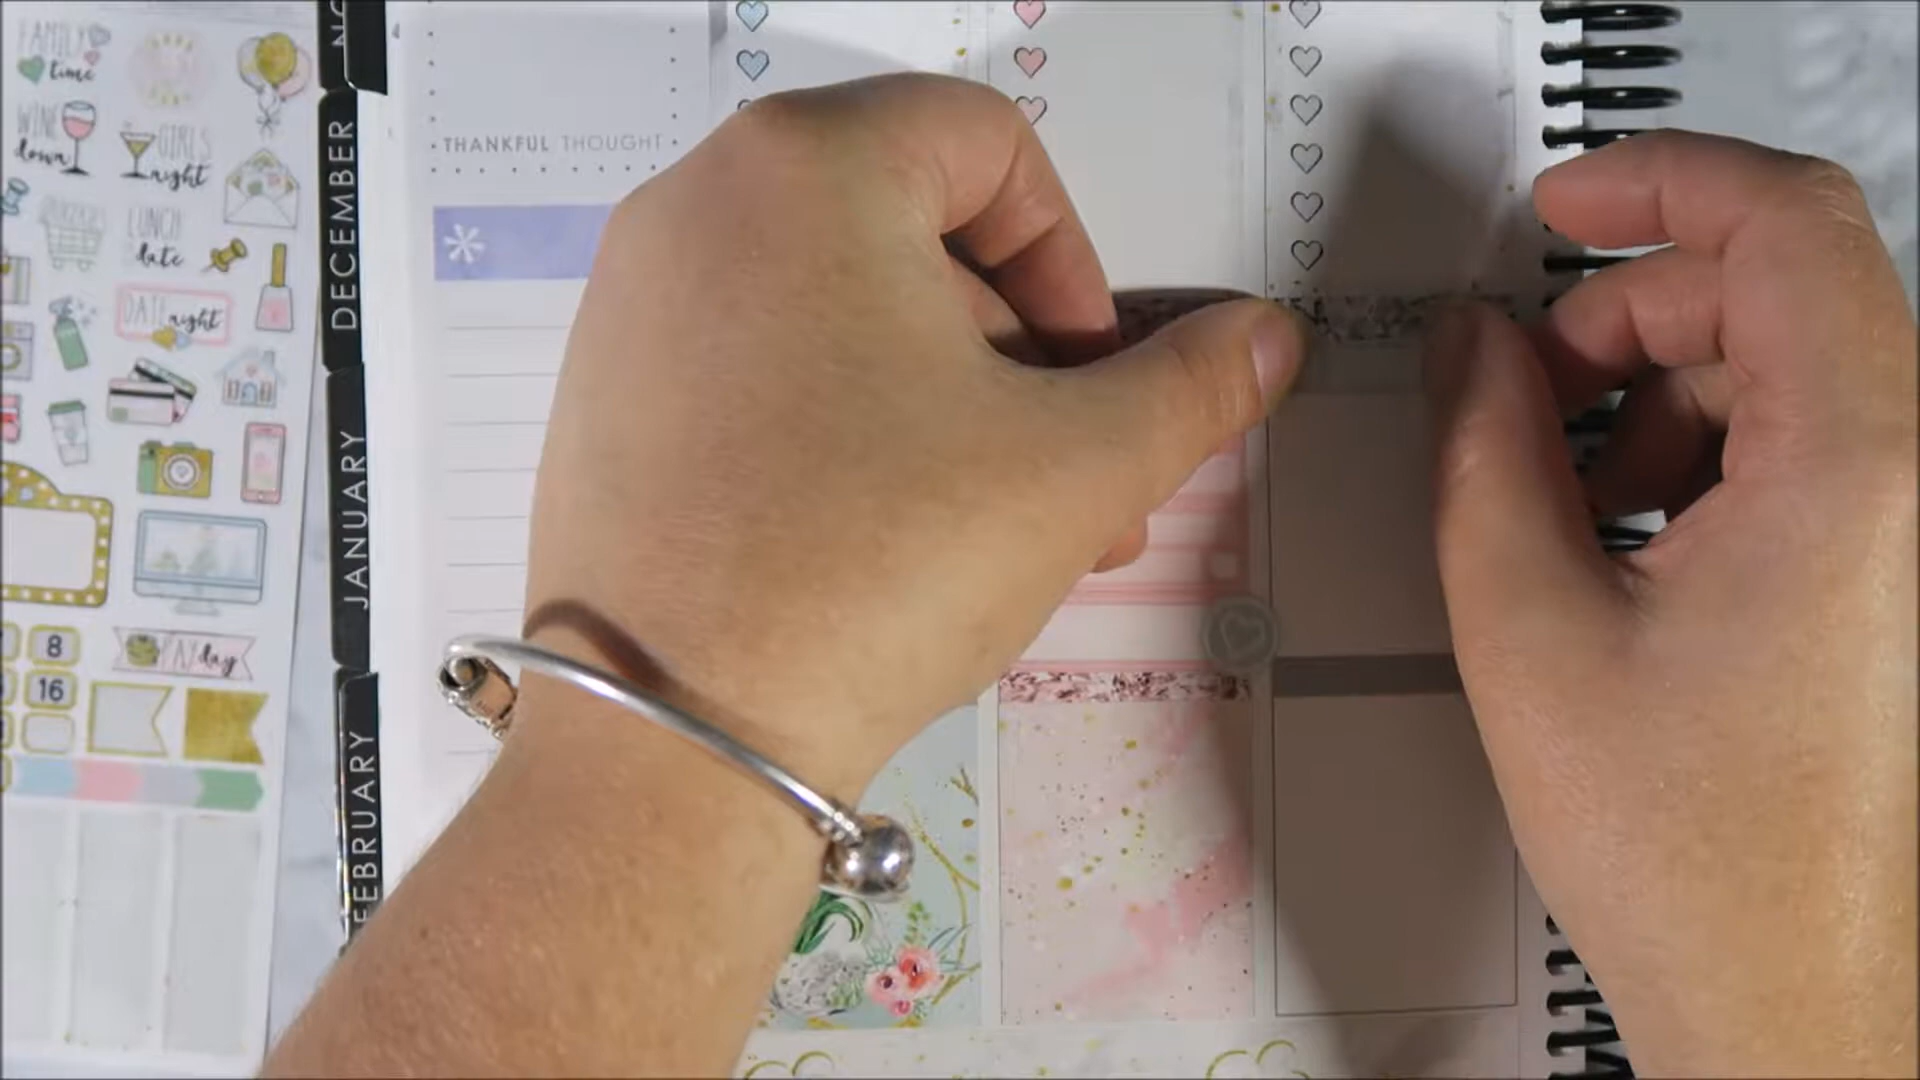 FAMILY
time
WINE
down
GIRLS
night
LUNCH
date
DATE night
8
PAY day
16
NO
DECEMBER
JANUARY
FEBRUARY
THANKFUL THOUGHT